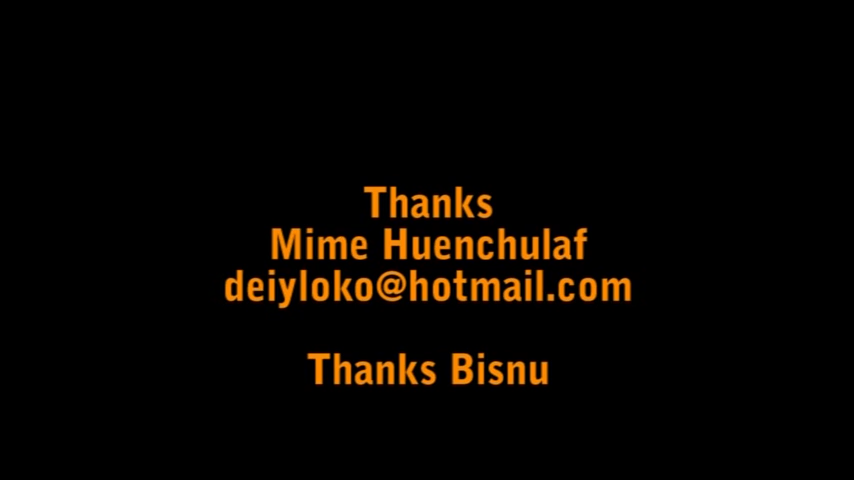 Thanks
Mime Huenchulaf
deiyloko@hotmail.com
Thanks Bisnu